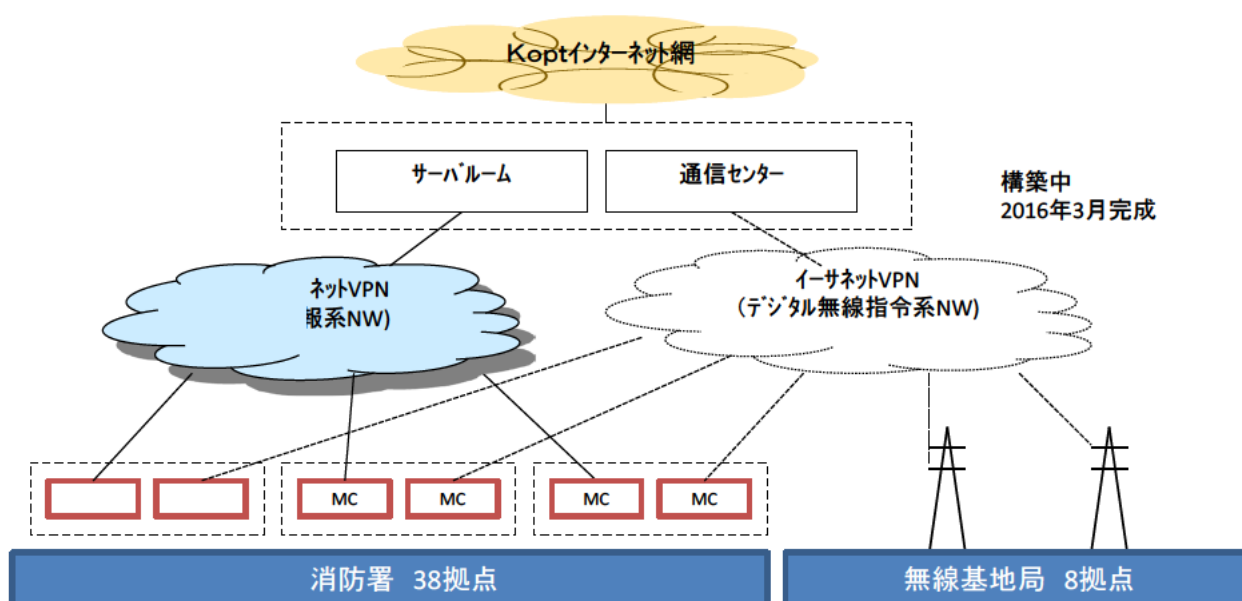 Koptインターネット網
サーバルーム
通信センター
構築中
2016年3月完成
ネットVPN
報系NW)
イーサネットVPN
(デジタル無線指令系NW)
MC
MC
MC
MC
消防署 38拠点
無線基地局 8拠点